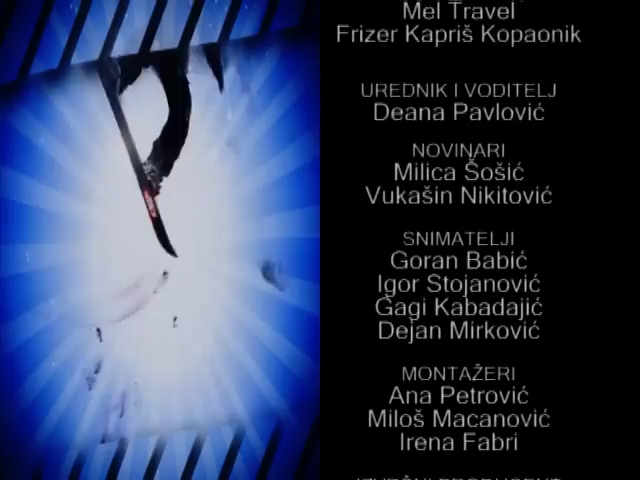 Mel Travel
Frizer Kapriš Kopaonik
UREDNIK I VODITELJ
Deana Pavlović
NOVINARI
Milica Šošić
Vukašin Nikitović
SNIMATELJI
Goran Babić
Igor Stojanović
Gagi Kabadajić
Dejan Mirković
MONTAŽERI
Ana Petrović
Miloš Macanović
Irena Fabri